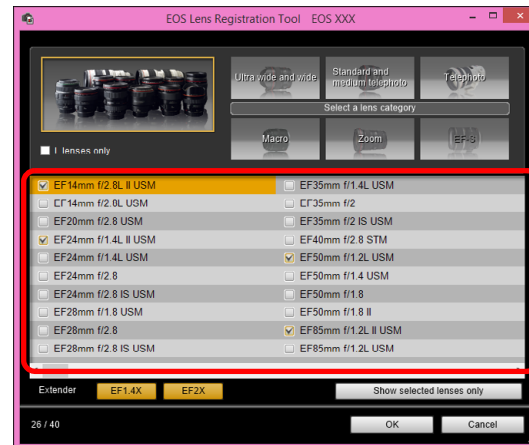 EOS Lens Registration Tool EOS XXX
Ultra wide and wide
Standard and medium telephoto
Telephoto
Select a lens category
Macro
Zoom
EF-S
L lenses only
EF14mm f/2.8L II USM
EF14mm f/2.8L USM
EF20mm f/2.8 USM
EF24mm f/1.4L II USM
EF24mm f/1.4L USM
EF24mm f/2.8
EF24mm f/2.8 IS USM
EF28mm f/1.8 USM
EF28mm f/2.8
EF28mm f/2.8 IS USM
EF35mm f/1.4L USM
EF35mm f/2
EF35mm f/2 IS USM
EF40mm f/2.8 STM
EF50mm f/1.2L USM
EF50mm f/1.4 USM
EF50mm f/1.8
EF50mm f/1.8 II
EF85mm f/1.2L II USM
EF85mm f/1.2L USM
Extender EF1.4X EF2X
Show selected lenses only
26 / 40
OK
Cancel